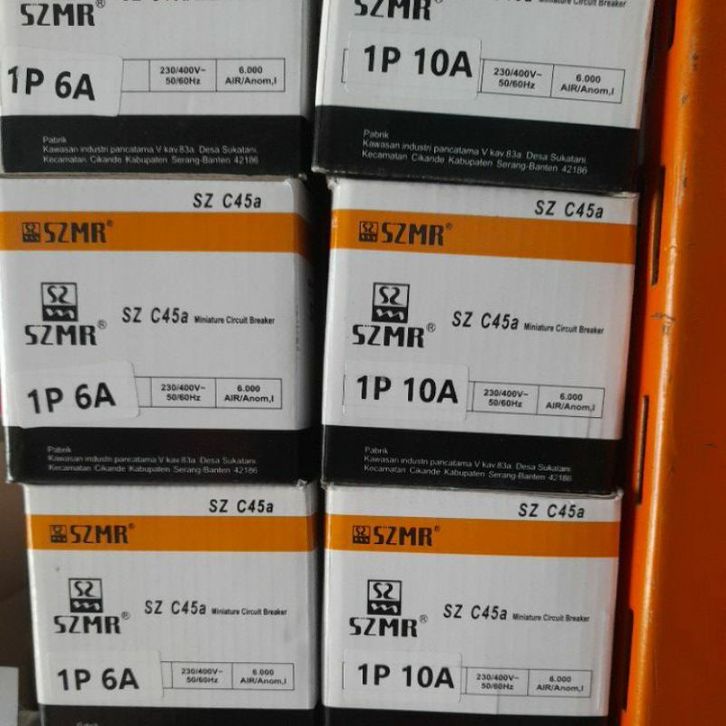 SZMR®
1P 6A
230/400V~
50/60Hz
6.000
AIR/Anom,I
Pabrik
Kawasan industri pancatama V kav.83a Desa Sukatani
Kecamatan Cikande Kabupaten Serang-Banten 42186
SZMR®
Miniature Circuit Breaker
1P 10A
230/400V~
50/60Hz
6.000
AIR/Anom,I
Pabrik
Kawasan industri pancatama V kav.83a Desa Sukatani
Kecamatan Cikande Kabupaten Serang-Banten 42186
SZ C45a
SZMR®
SZ
SZMR®
SZ C45a Miniature Circuit Breaker
1P 6A
230/400V~
50/60Hz
6.000
AIR/Anom,I
Pabrik
Kawasan industri pancatama V kav.83a Desa Sukatani
Kecamatan Cikande Kabupaten Serang-Banten 42186
SZ C45a
SZMR®
SZ
SZMR®
SZ C45a Miniature Circuit Breaker
1P 10A
230/400V~
50/60Hz
6.000
AIR/Anom,I
Pabrik
Kawasan industri pancatama V kav.83a Desa Sukatani
Kecamatan Cikande Kabupaten Serang-Banten 42186
SZ C45a
SZMR®
SZ
SZMR®
SZ C45a Miniature Circuit Breaker
1P 6A
230/400V~
50/60Hz
6.000
AIR/Anom,I
Pabrik
SZ C45a
SZMR®
SZ
SZMR®
SZ C45a Miniature Circuit Breaker
1P 10A
230/400V~
50/60Hz
6.000
AIR/Anom,I